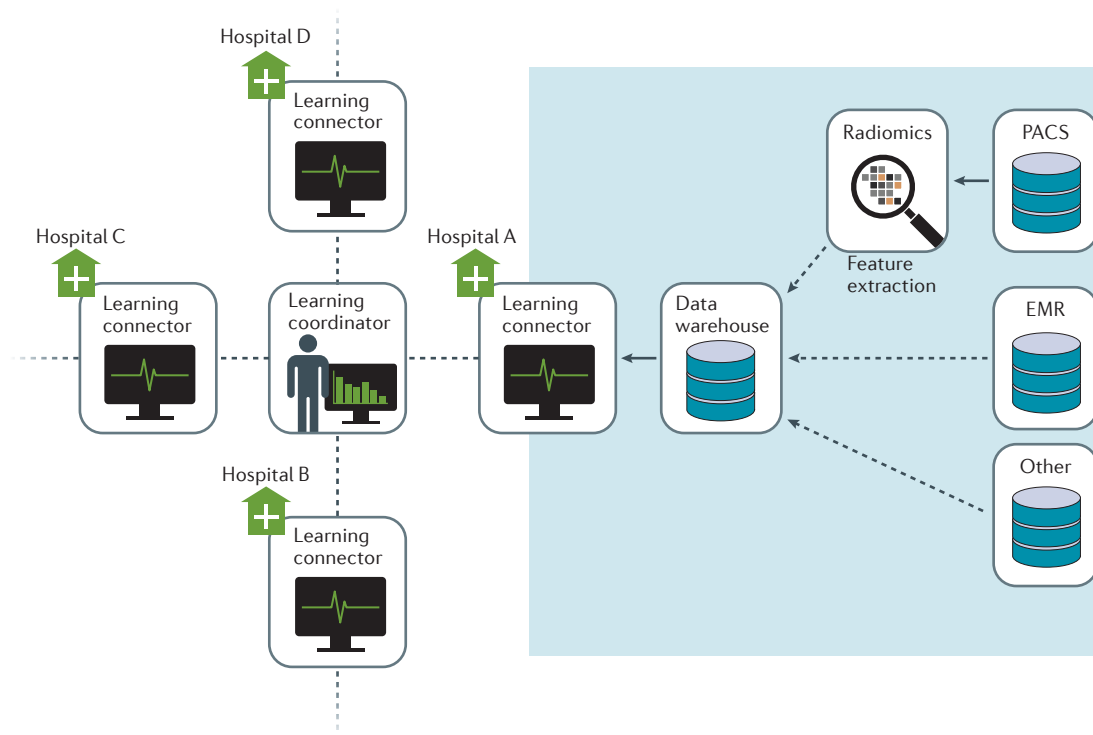 Hospital D
Learning
connector
Radiomics
PACS
Hospital C
Hospital A
Feature
extraction
Learning
connector
Learning
coordinator
Learning
connector
Data
warehouse
EMR
Other
Hospital B
Learning
connector